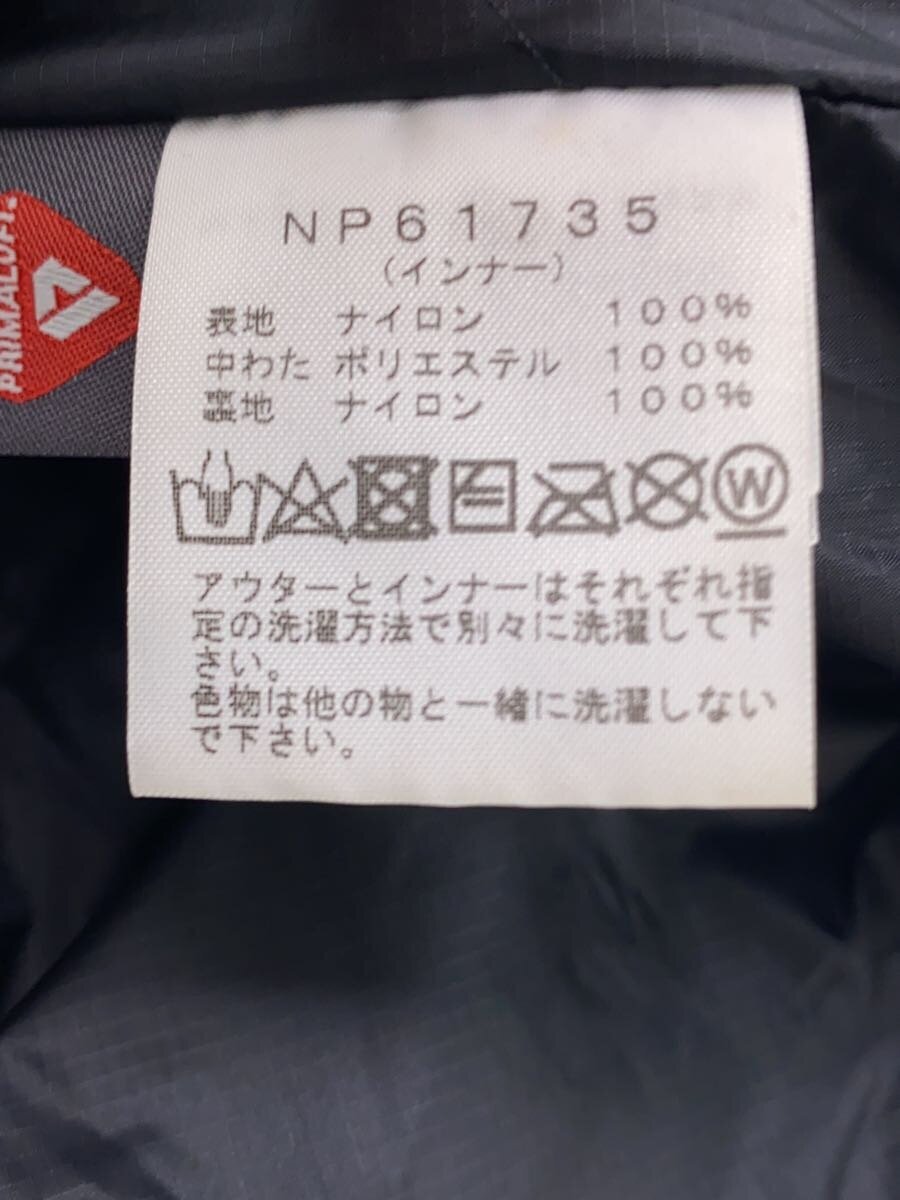 PRIMALOFT
NP61735
(インナー)
表地 ナイロン 100%
中わた ポリエステル 100%
裏地 ナイロン 100%
W
アウターとインナーはそれぞれ指
定の洗濯方法で別々に洗濯して下
さい。
色物は他の物と一緒に洗濯しない
で下さい。